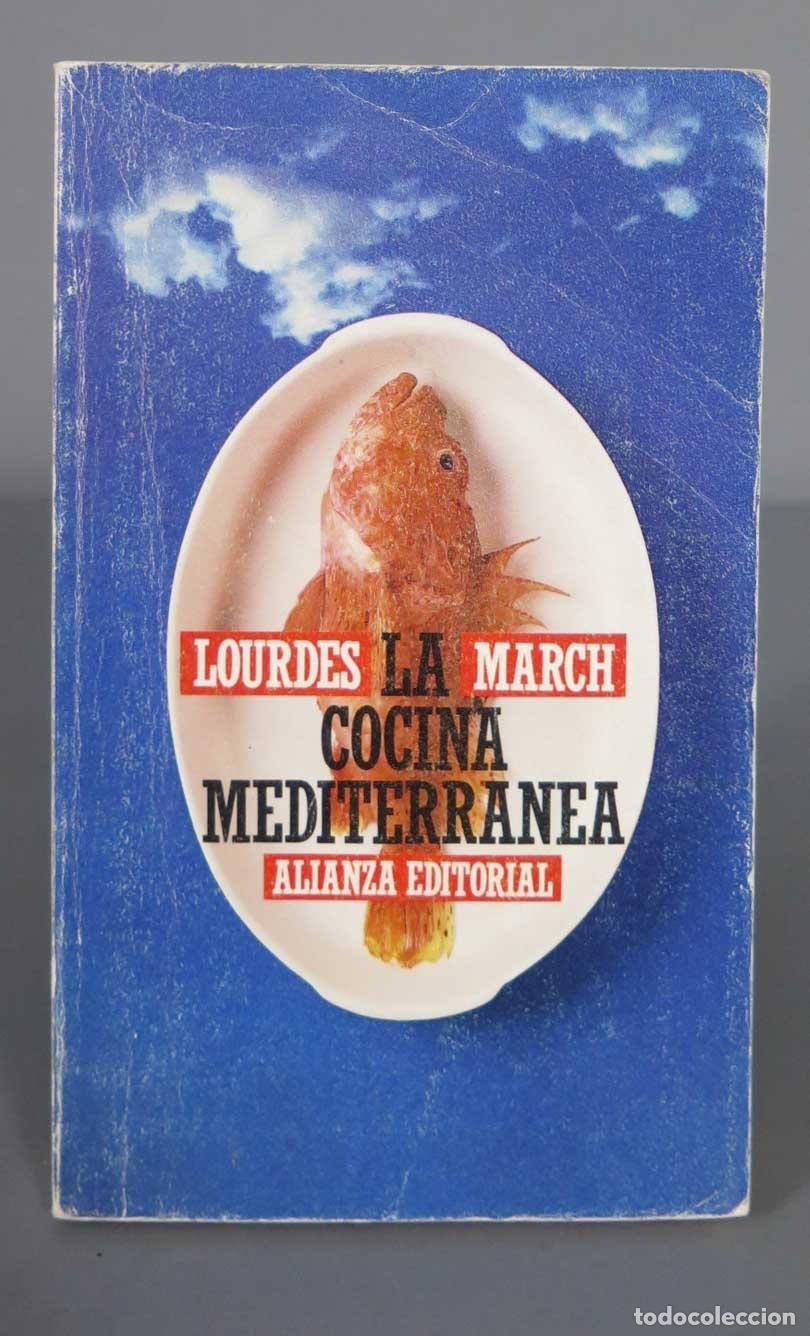 LOURDES LA MARCH
COCINA
MEDITERRANEA
ALIANZA EDITORIAL
todocoleccion